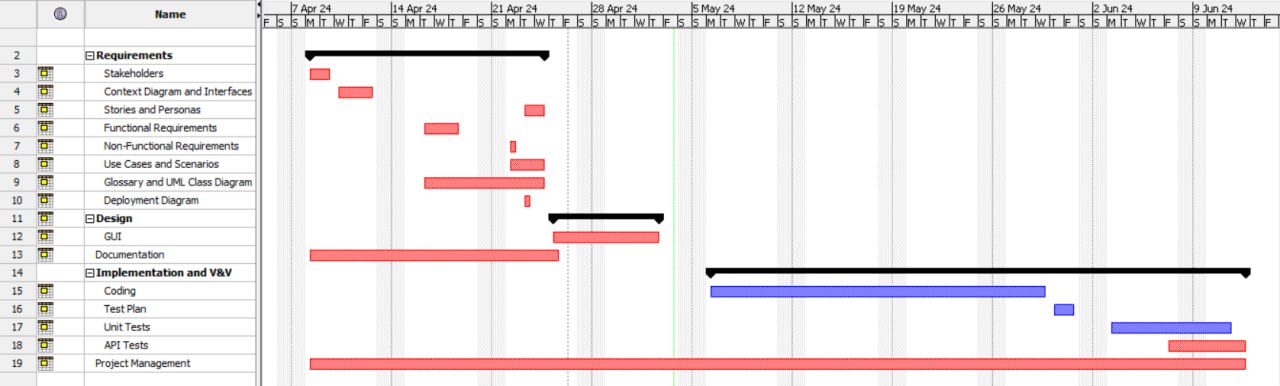 Name
7 Apr 24 14 Apr 24 21 Apr 24 28 Apr 24 5 May 24 12 May 24 19 May 24 26 May 24 2 Jun 24 9 Jun 24
F S S M T W T F S S M T W T F S S M T W T F S S M T W T F S S M T W T F S S M T W T F S S M T W T F S S M T W T F S S M T W T F S S M T W T F
2 Requirements
3 Stakeholders
4 Context Diagram and Interfaces
5 Stories and Personas
6 Functional Requirements
7 Non-Functional Requirements
8 Use Cases and Scenarios
9 Glossary and UML Class Diagram
10 Deployment Diagram
11 Design
12 GUI
13 Documentation
14 Implementation and V&V
15 Coding
16 Test Plan
17 Unit Tests
18 API Tests
19 Project Management